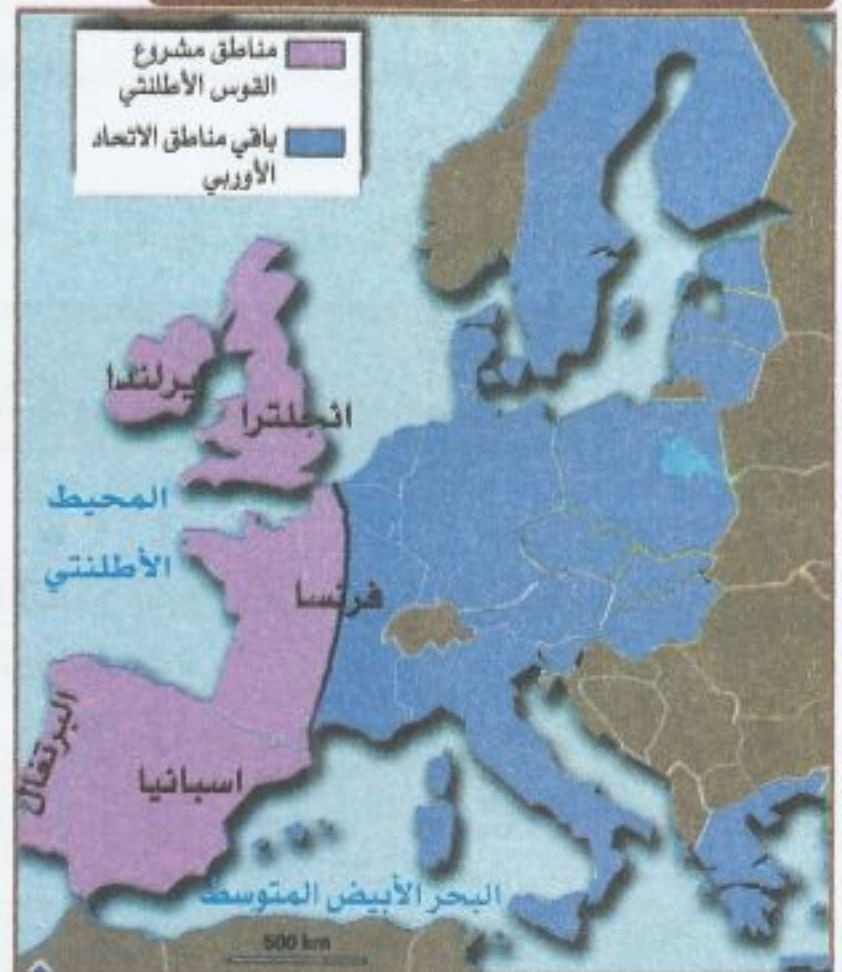 مناطق مشروع
القوس الأطلنتي
باقي مناطق الاتحاد
الأوربي
يرلندا
انجلترا
المحيط
الأطلنتي
فرنسا
البرتغال
اسبانيا
البحر الأبيض المتوسط
500 km